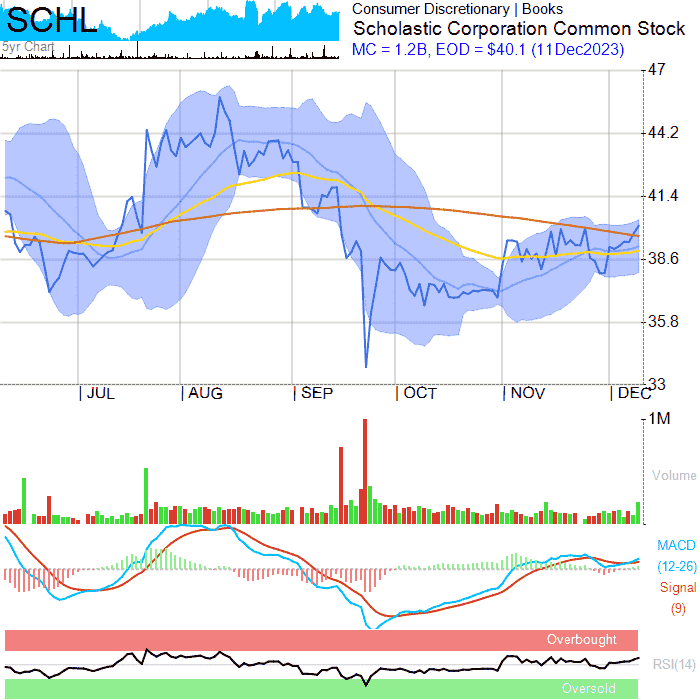 SCHL
5yr Chart
Consumer Discretionary | Books
Scholastic Corporation Common Stock
MC = 1.2B, EOD = $40.1 (11Dec2023)
47
44.2
41.4
38.6
35.8
33
JUL AUG SEP OCT NOV DEC
1M
Volume
MACD
(12-26)
Signal
(9)
Overbought
RSI(14)
Oversold